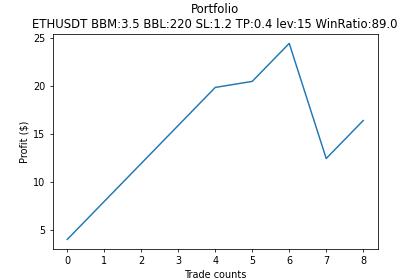 Portfolio
ETHUSDT BBM:3.5 BBL:220 SL:1.2 TP:0.4 lev:15 WinRatio:89.0
25
20
15
10
5
Profit ($)
0 1 2 3 4 5 6 7 8
Trade counts